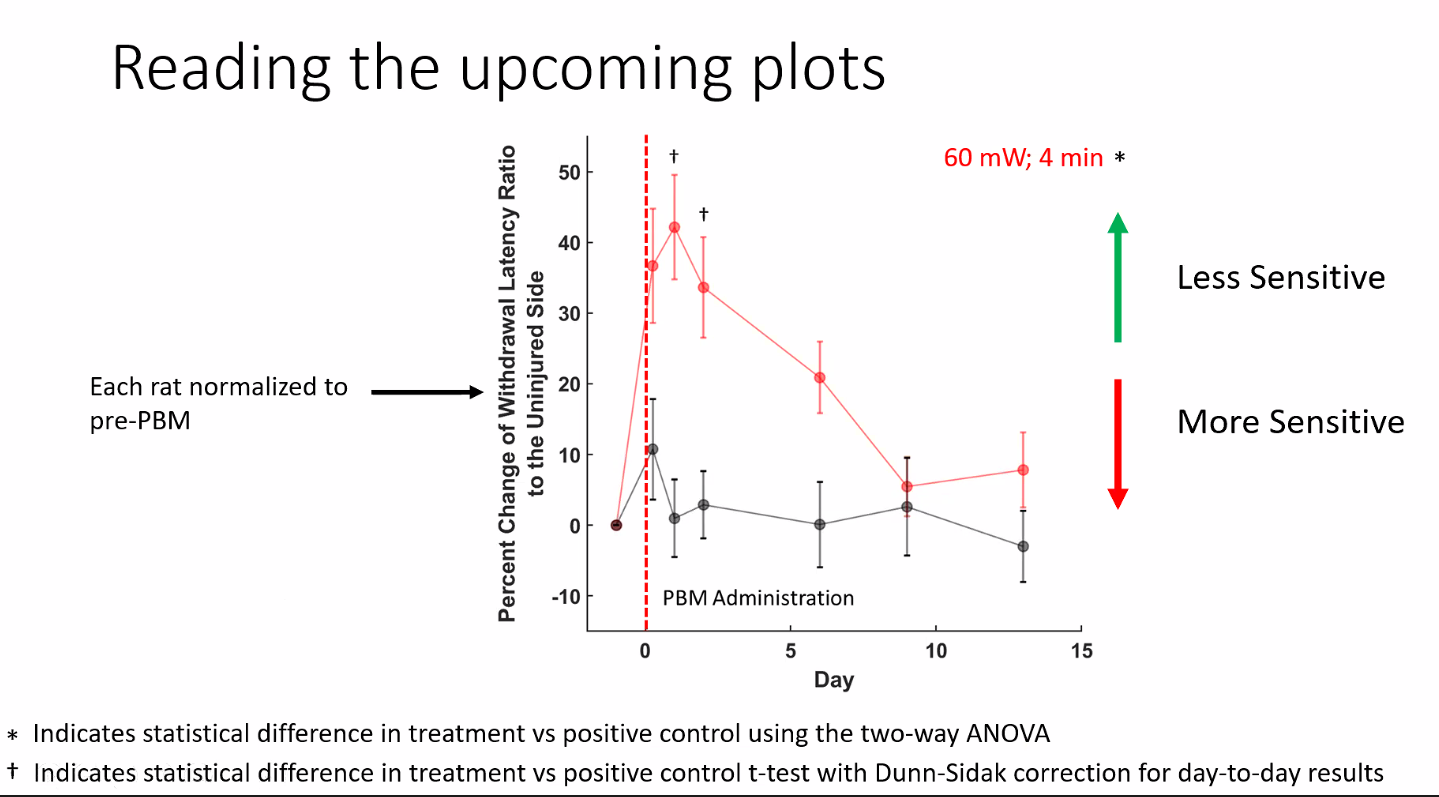 Reading the upcoming plots
60 mW; 4 min *
Less Sensitive
More Sensitive
Each rat normalized to
pre-PBM
Percent Change of Withdrawal Latency Ratio
to the Uninjured Side
50
40
30
20
10
0
-10
†
†
PBM Administration
0
5
10
15
Day
* Indicates statistical difference in treatment vs positive control using the two-way ANOVA
† Indicates statistical difference in treatment vs positive control t-test with Dunn-Sidak correction for day-to-day results